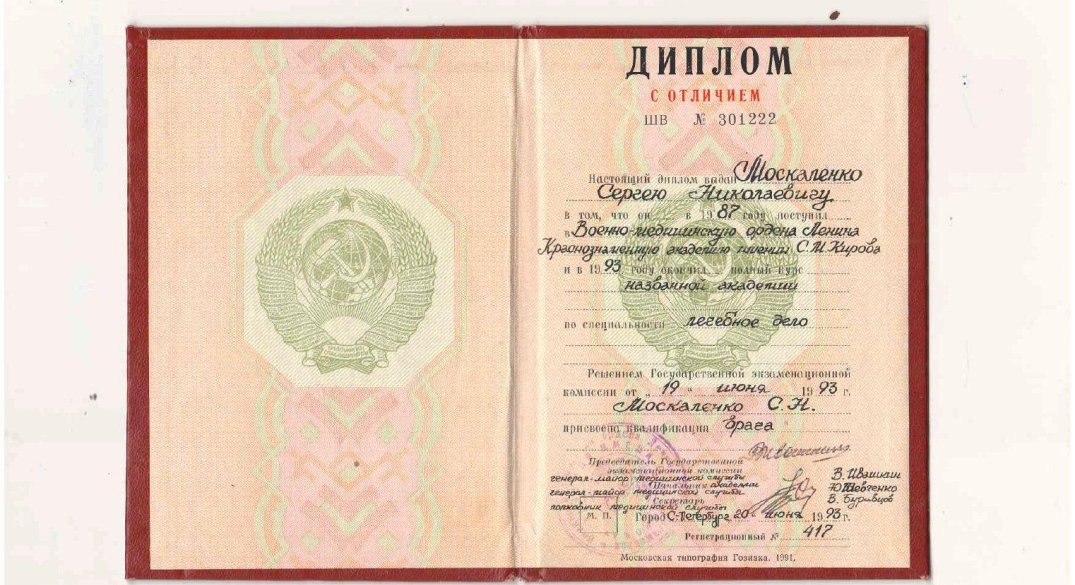 ДИПЛОМ
С ОТЛИЧИЕМ
ШВ № 301222
Настоящий диплом выдан Москаленко
Сергею Николаевичу
в том, что он в 1987 году поступил
в Военно-медицинскую ордена Ленина
Краснознаменную академию имени С.М.Кирова
и в 1993 году окончил полный курс
названной академии
по специальности лечебное дело
Решением Государственной экзаменационной
комиссии от „19“ июня 1993 г.
Москаленко С.Н.
присвоена квалификация врача
Председатель Государственной
экзаменационной комиссии
генерал-майор медицинской службы В. Ивашкин
Начальник академии
генерал-майор медицинской службы Ю Шевченко
Секретарь
полковник медицинской службы В. Бурявцов
М. П. Город С-Петербург 20 июня 1993 г.
Регистрационный № 417
Московская типография Гознака. 1991.